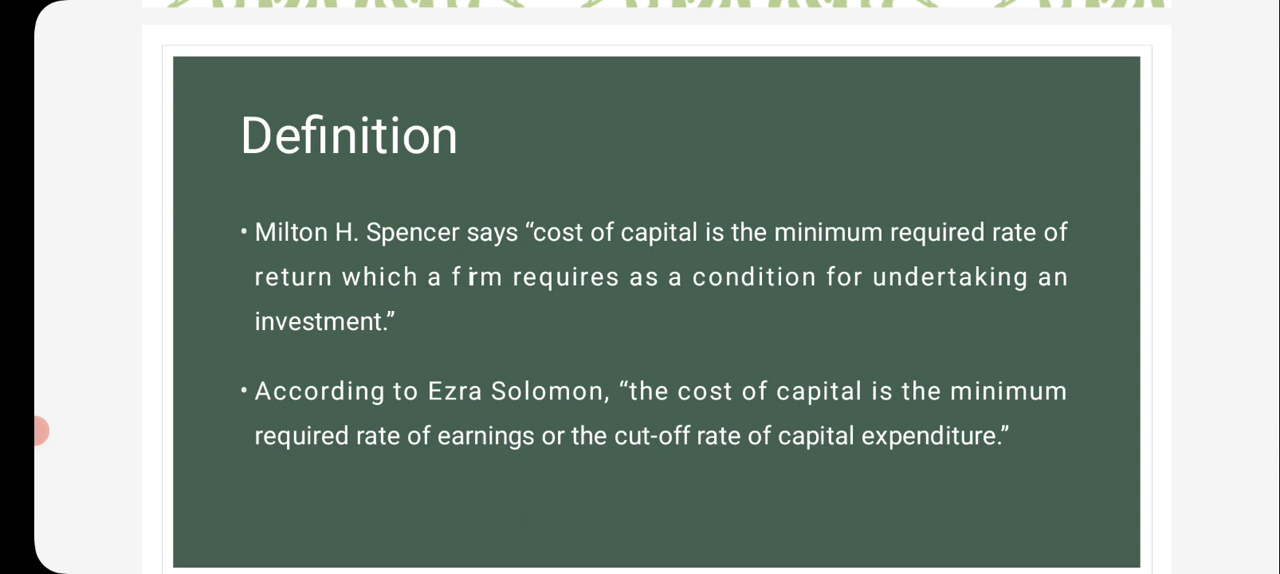 Definition
• Milton H. Spencer says “cost of capital is the minimum required rate of
return which a firm requires as a condition for undertaking an
investment.”
• According to Ezra Solomon, “the cost of capital is the minimum
required rate of earnings or the cut-off rate of capital expenditure.”